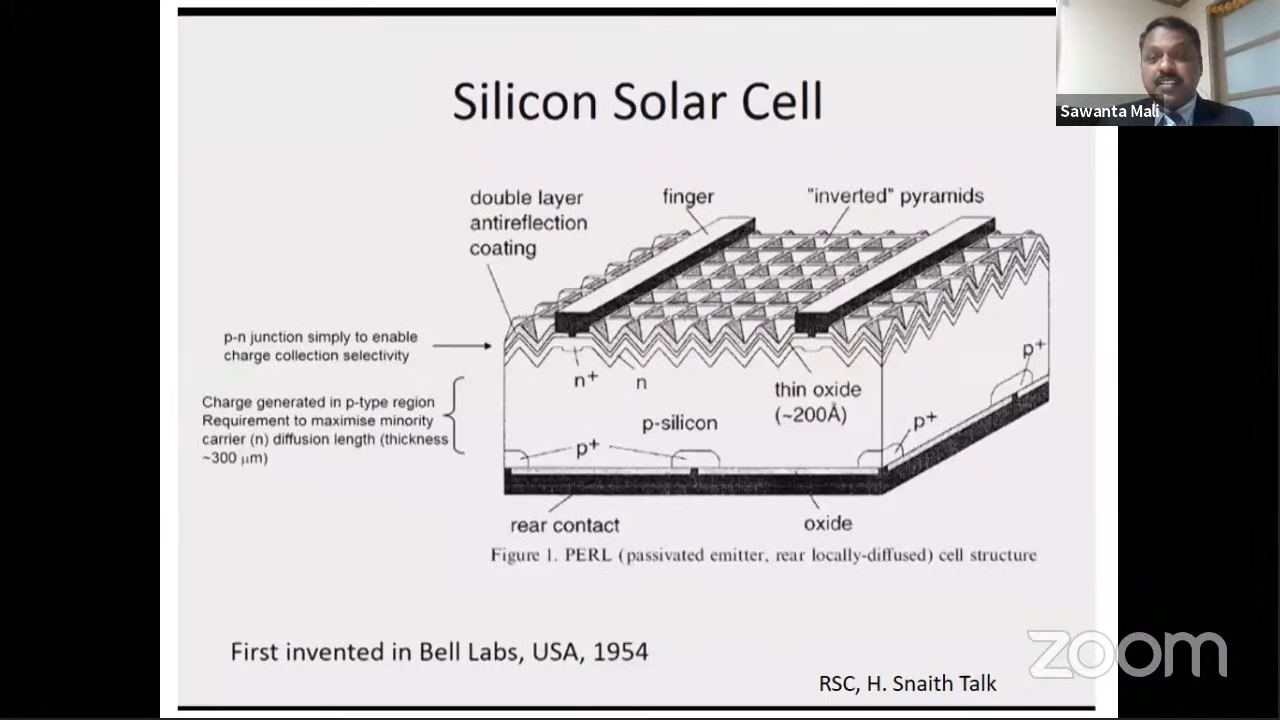 Silicon Solar Cell
Sawanta Mali
double layer
antireflection
coating
finger
"inverted" pyramids
p-n junction simply to enable
charge collection selectivity
Charge generated in p-type region
Requirement to maximise minority
carrier (n) diffusion length (thickness
~300 μm)
n+
n
thin oxide
(~200Å)
p-silicon
p+
p+
p+
rear contact
oxide
Figure 1. PERL (passivated emitter, rear locally-diffused) cell structure
First invented in Bell Labs, USA, 1954
RSC, H. Snaith Talk
zoom